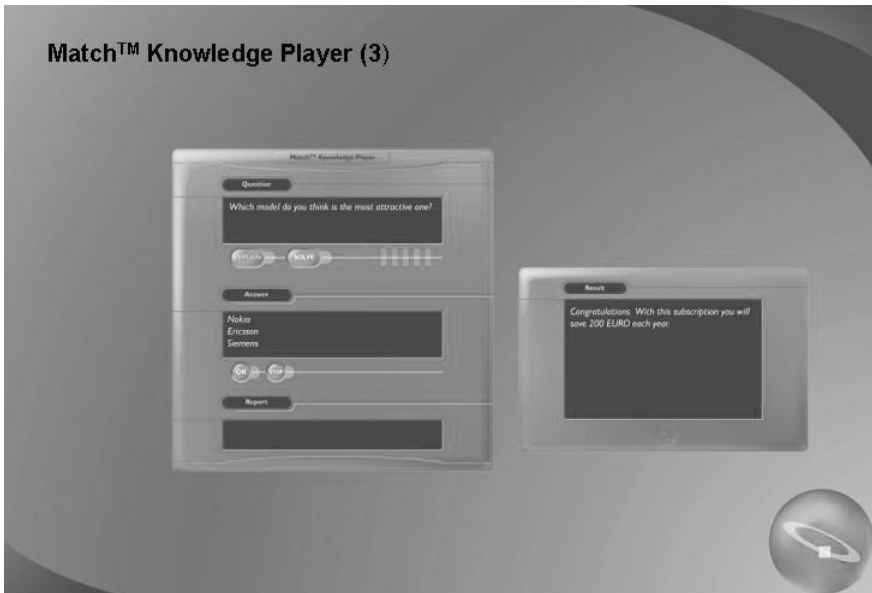 Match™ Knowledge Player (3)
Match™ Knowledge Player
Question
Which model do you think is the most attractive one?
EXPLAIN SOLVE
Answer
Nokia
Ericsson
Siemens
OK STOP
Report
Result
Congratulations. With this subscription you will
save 200 EURO each year.